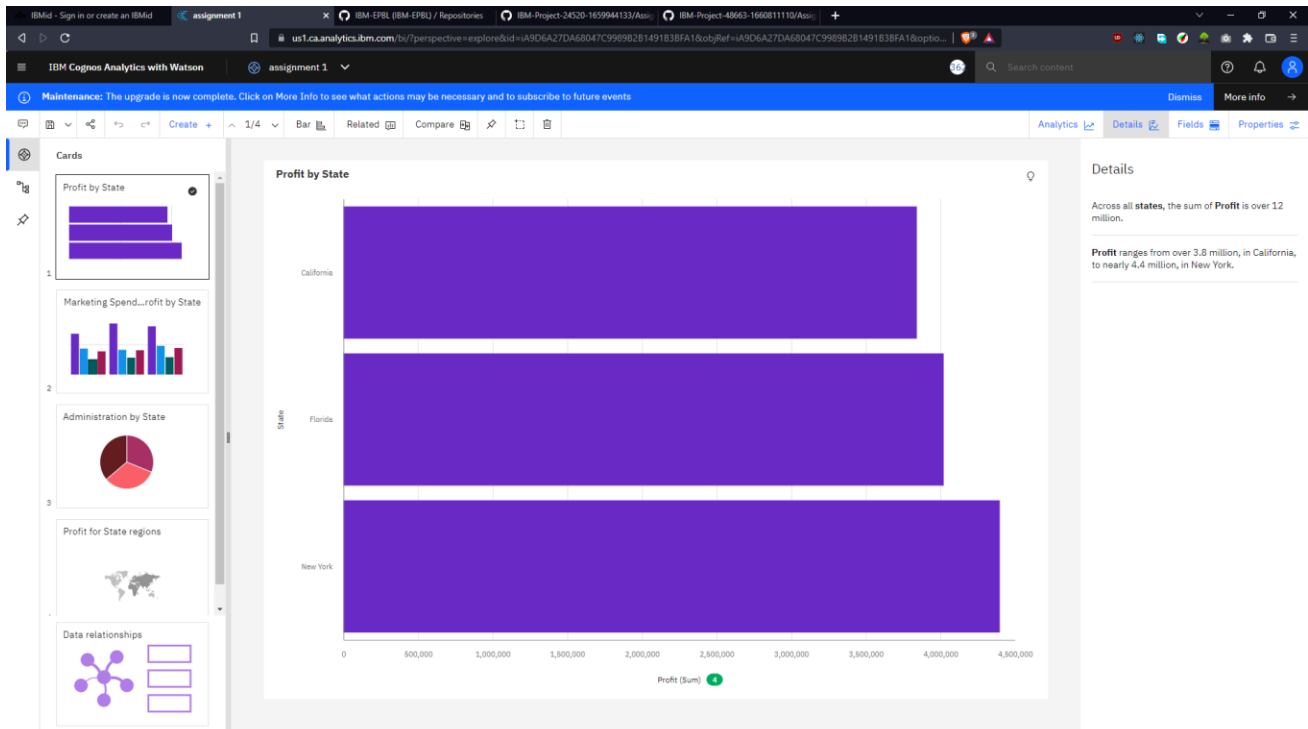 IBMid - Sign in or create an IBMid
assignment 1
IBM-EPBL (IBM-EPBL) / Repositories
IBM-Project-24520-1659944133/Assig
IBM-Project-48663-1660811110/Assig
us1.ca.analytics.ibm.com/bi/?perspective=explore&id=iA9D6A27DA68047C9989B2B1491B3BFA1&objRef=iA9D6A27DA68047C9989B2B1491B3BFA1&optio...
IBM Cognos Analytics with Watson
assignment 1
Search content
Maintenance: The upgrade is now complete. Click on More Info to see what actions may be necessary and to subscribe to future events
Dismiss
More info
Create
1/4
Bar
Related
Compare
Analytics
Details
Fields
Properties
Cards
Profit by State
1
Marketing Spend...rofit by State
2
Administration by State
3
Profit for State regions
Data relationships
Profit by State
State
California
Florida
New York
0
500,000
1,000,000
1,500,000
2,000,000
2,500,000
3,000,000
3,500,000
4,000,000
4,500,000
Profit (Sum) 4
Details
Across all states, the sum of Profit is over 12
million.
Profit ranges from over 3.8 million, in California,
to nearly 4.4 million, in New York.